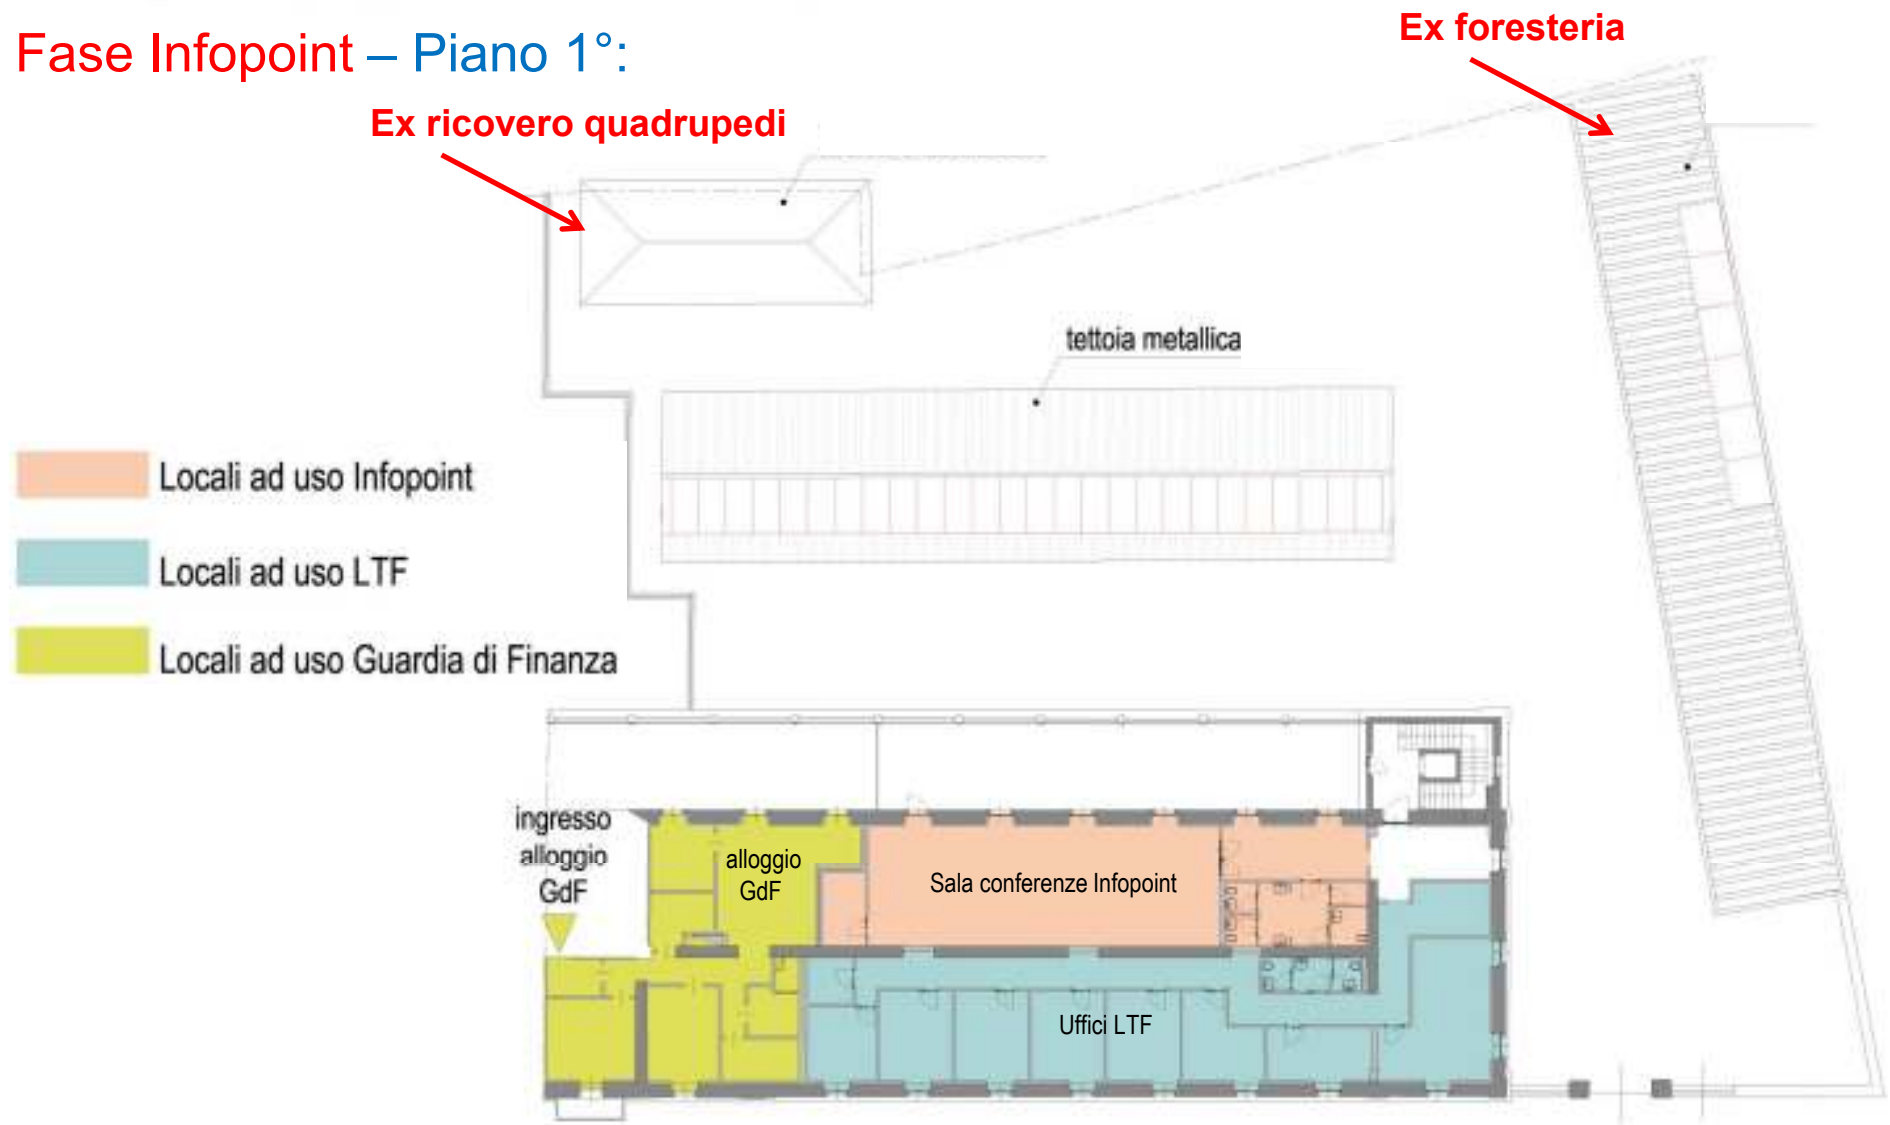 Fase Infopoint – Piano 1°:
Ex foresteria
Ex ricovero quadrupedi
tettoia metallica
Locali ad uso Infopoint
Locali ad uso LTF
Locali ad uso Guardia di Finanza
ingresso
alloggio
GdF
alloggio
GdF
Sala conferenze Infopoint
Uffici LTF